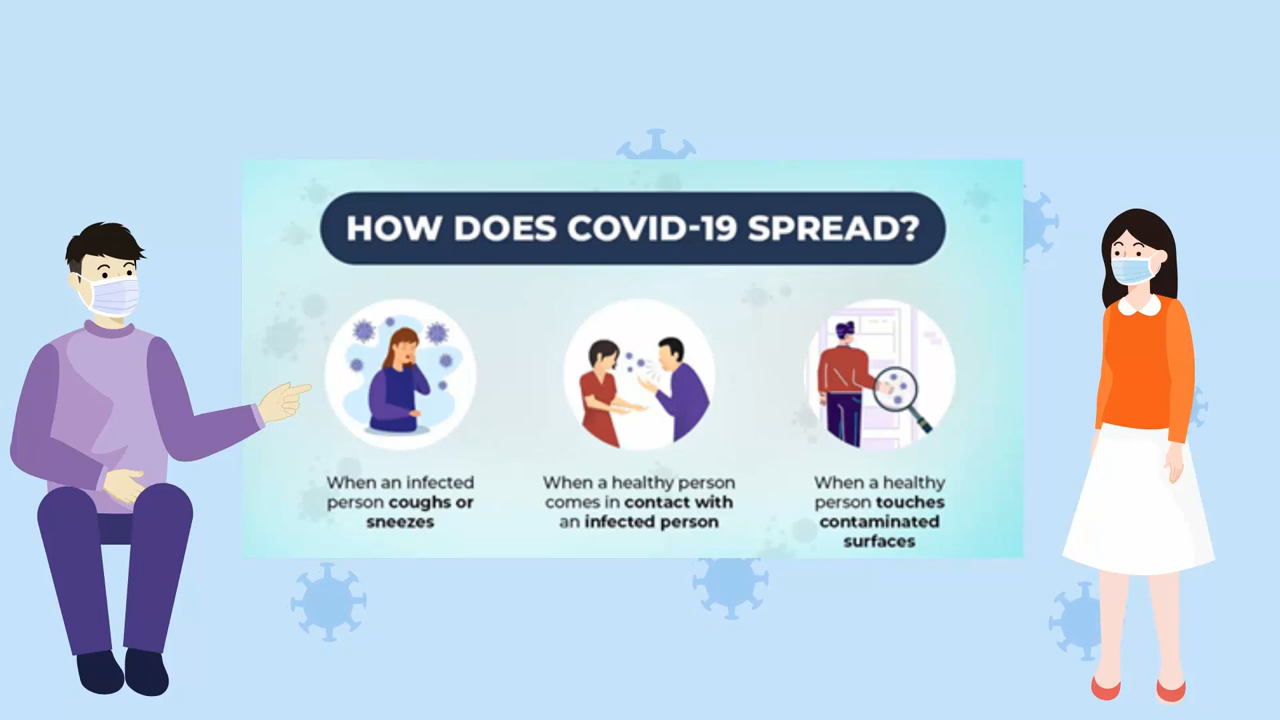 HOW DOES COVID-19 SPREAD?
When an infected
person coughs or
sneezes
When a healthy person
comes in contact with
an infected person
When a healthy
person touches
contaminated
surfaces